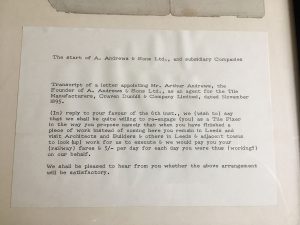 The start of A. Andrews & Sons Ltd., and subsidiary Companies
Transcript of a letter appointing Mr. Arthur Andrews, the
Founder of A. Andrews & Sons Ltd., as an agent for the Tile
Manufacturers, Craven Dunnill & Company Limited, dated November
1895.
(In) reply to your favour of the 6th inst., we (wish to) say
that we shall be quite willing to re-engage (you) as a Tile Fixer
in the way you propose namely that when you have finished a
piece of work instead of coming here you remain in Leeds and
visit Architects and Builders & others in Leeds & adjacent towns
to look (up) work for us to execute & we would pay you your
(railway) fares & 5/- per day for each day you were thus (working?)
on our behalf.
We shall be pleased to hear from you whether the above arrangement
will be satisfactory.